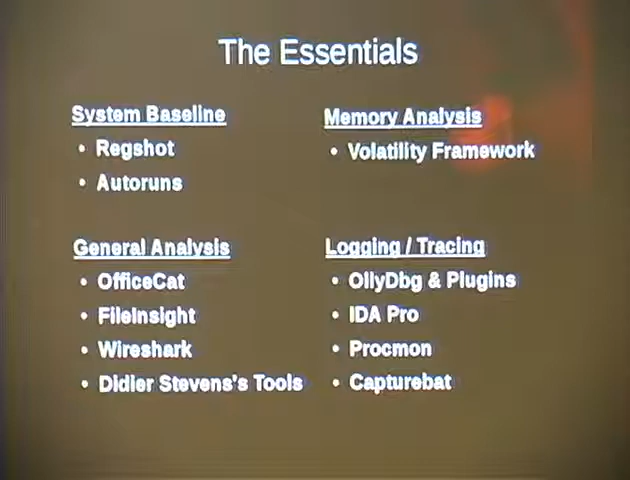 The Essentials
System Baseline
• Regshot
• Autoruns
Memory Analysis
• Volatility Framework
General Analysis
• OfficeCat
• FileInsight
• Wireshark
• Didier Stevens's Tools
Logging / Tracing
• OllyDbg & Plugins
• IDA Pro
• Procmon
• Capturebat